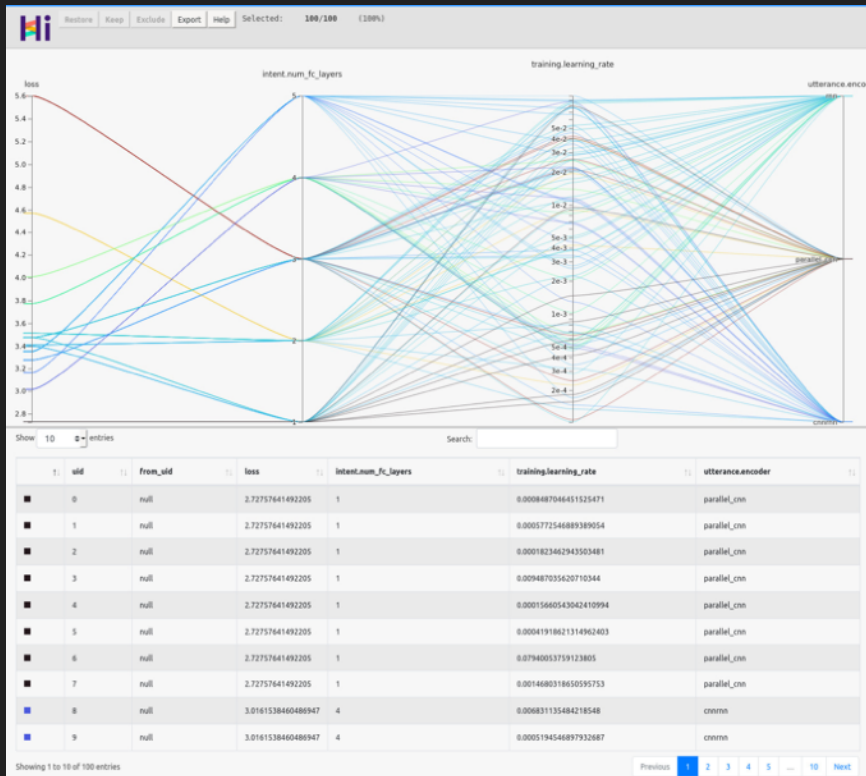 Hi Restore Keep Exclude Export Help Selected: 100/100 (100%)
training.learning_rate
intent.num_fc_layers
loss utterance.enco
5.6 5
5.4
5.2
5.0
4.8
4.6
4.4
4.2
4.0
3.8
3.6
3.4
3.2
3.0
2.8
4
2
1
5e-2
4e-2
3e-2
2e-2
1e-2
5e-3
4e-3
3e-3
2e-3
1e-3
5e-4
4e-4
3e-4
2e-4
parallel_cnn
cnnrnn
Show 10 entries Search:
uid from_uid loss intent.num_fc_layers training.learning_rate utterance.encoder
0 null 2.72757641492205 1 0.0008487046451525471 parallel_cnn
1 null 2.72757641492205 1 0.0005772546889389054 parallel_cnn
2 null 2.72757641492205 1 0.0001823462943503481 parallel_cnn
3 null 2.72757641492205 1 0.009487035620710344 parallel_cnn
4 null 2.72757641492205 1 0.00015660543042410994 parallel_cnn
5 null 2.72757641492205 1 0.00041918621314962403 parallel_cnn
6 null 2.72757641492205 1 0.07940053759123805 parallel_cnn
7 null 2.72757641492205 1 0.0014680318650595753 parallel_cnn
8 null 3.0161538460486947 4 0.006831135484218548 cnnrnn
9 null 3.0161538460486947 4 0.0005194546897932687 cnnrnn
Showing 1 to 10 of 100 entries Previous 1 2 3 4 5 ... 10 Next